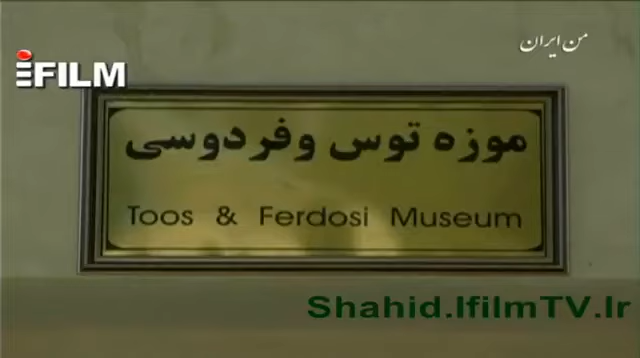 من ایران
iFILM
موزه توس وفردوسی
Toos & Ferdosi Museum
Shahid.IfilmTV.Ir